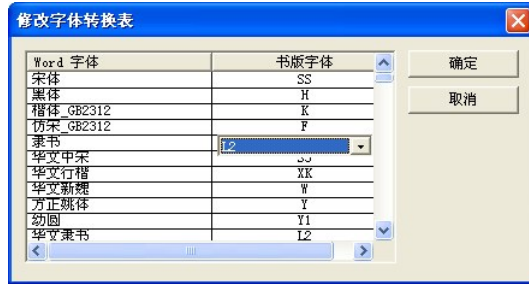 修改字体转换表
Word 字体 书版字体 确定
宋体 SS
黑体 H 取消
楷体_GB2312 K
仿宋_GB2312 F
隶书 L2
华文中宋
华文行楷 XK
华文新魏 W
方正姚体 Y
幼圆 Y1
华文隶书 L2